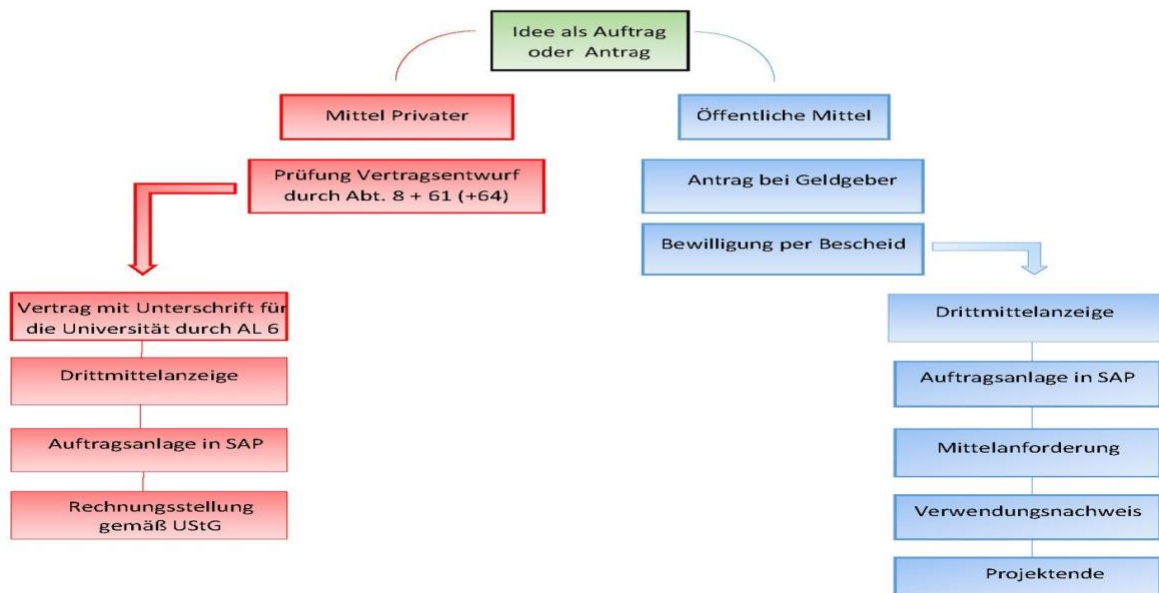 Idee als Auftrag
oder Antrag
Mittel Privater
Prüfung Vertragsentwurf
durch Abt. 8 + 61 (+64)
Vertrag mit Unterschrift für
die Universität durch AL 6
Drittmittelanzeige
Auftragsanlage in SAP
Rechnungsstellung
gemäß UStG
Öffentliche Mittel
Antrag bei Geldgeber
Bewilligung per Bescheid
Drittmittelanzeige
Auftragsanlage in SAP
Mittelanforderung
Verwendungsnachweis
Projektende